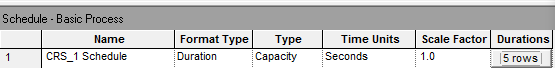 Schedule - Basic Process
Name Format Type Type Time Units Scale Factor Durations
1 CRS_1 Schedule Duration Capacity Seconds 1.0 5 rows